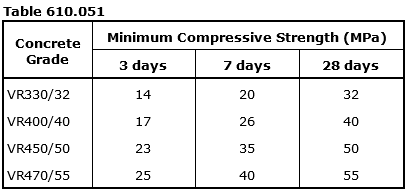 Table 610.051
Concrete Grade Minimum Compressive Strength (MPa)
3 days 7 days 28 days
VR330/32 14 20 32
VR400/40 17 26 40
VR450/50 23 35 50
VR470/55 25 40 55